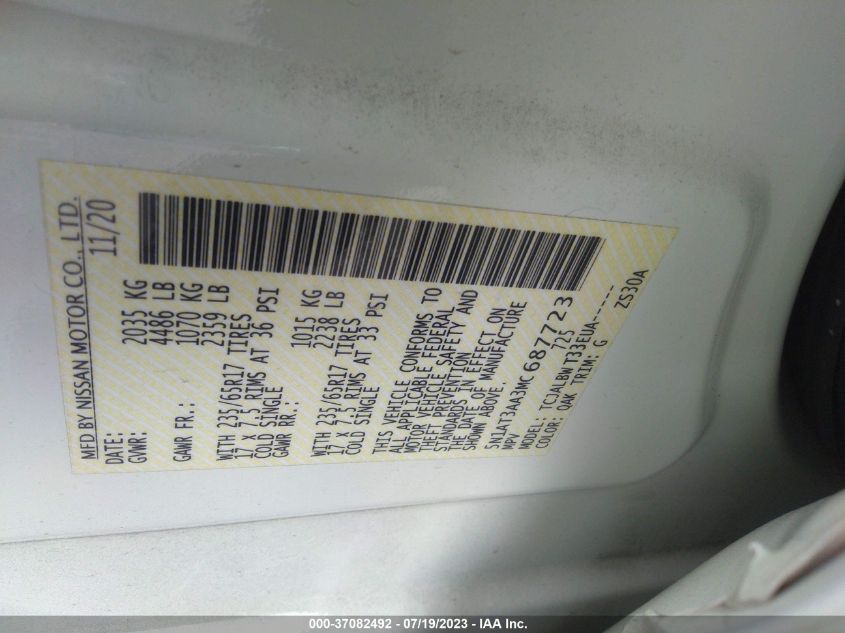 MFD BY NISSAN MOTOR CO., LTD.
DATE: 11/20
GVWR: 2035 KG
4486 LB
GAWR FR.: 1070 KG
2359 LB
WITH 235/65R17 TIRES
17 x 7.5 RIMS AT 36 PSI
COLD SINGLE
GAWR RR.: 1015 KG
2238 LB
WITH 235/65R17 TIRES
17 x 7.5 RIMS AT 33 PSI
COLD SINGLE
THIS VEHICLE CONFORMS TO
ALL APPLICABLE FEDERAL
MOTOR VEHICLE SAFETY AND
THEFT PREVENTION
STANDARDS IN EFFECT ON
THE DATE OF MANUFACTURE
SHOWN ABOVE.
5N1AT3AA3MC687723
MPV 725
MODEL: TCJALBWT33EUA-----
COLOR: QAK TRIM: G
ZS30A
000-37082492 - 07/19/2023 - IAA Inc.